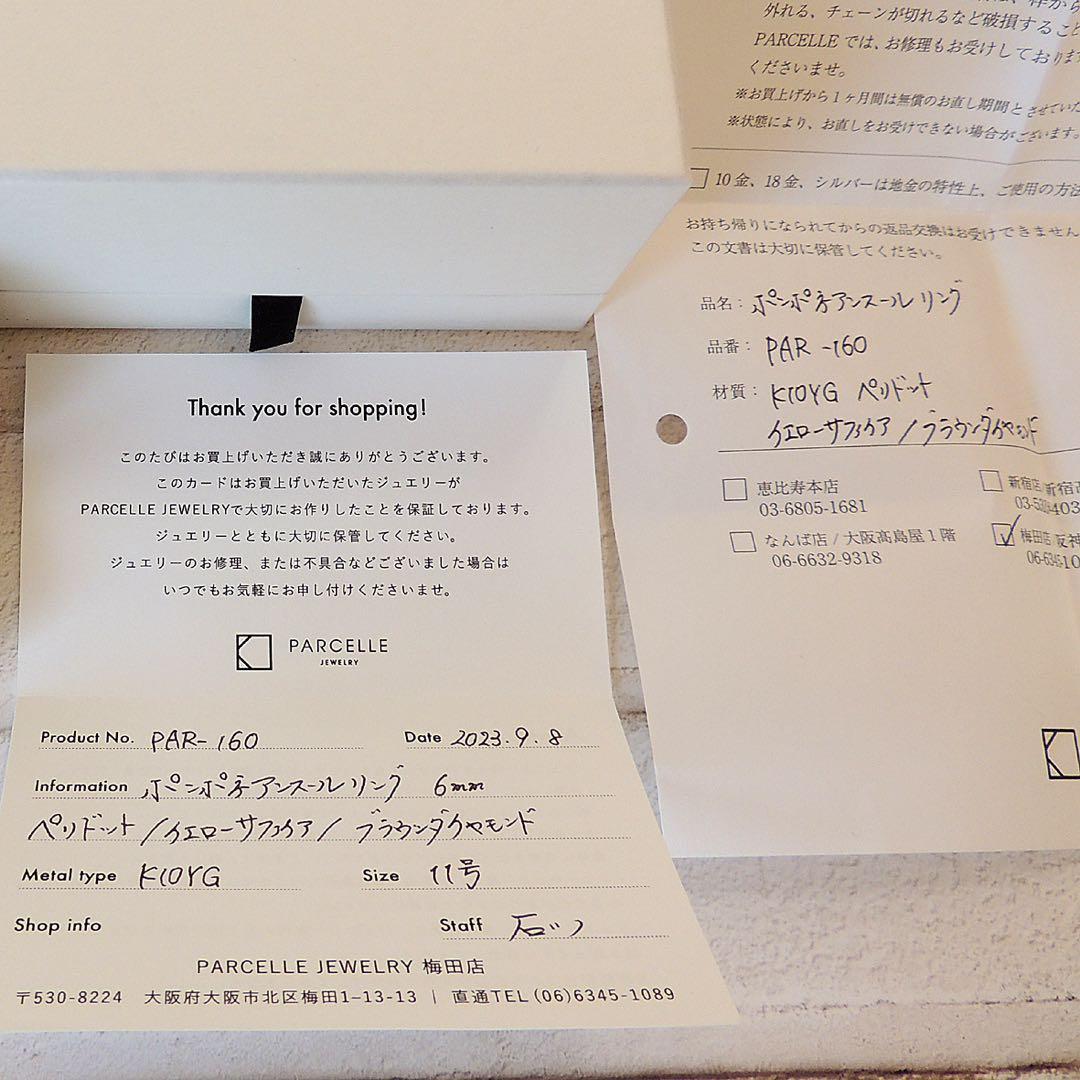 Thank you for shopping!
このたびはお買上げいただき誠にありがとうございます。
このカードはお買上げいただいたジュエリーが
PARCELLE JEWELRYで大切にお作りしたことを保証しております。
ジュエリーとともに大切に保管してください。
ジュエリーのお修理、または不具合などございました場合は
いつでもお気軽にお申し付けくださいませ。
PARCELLE
JEWELRY
Product No. PAR-160 Date 2023.9.8
Information ポンポネアンスールリング 6mm
ペリドット/イエローサファイア/ブラウンダイヤモンド
Metal type K10YG Size 11号
Shop info Staff
PARCELLE JEWELRY 梅田店
〒530-8224 大阪府大阪市北区梅田1-13-13 | 直通TEL(06)6345-1089
外れる、チェーンが切れるなど破損すること
PARCELLE では、お修理もお受けしております
くださいませ。
※お買上げから1ヶ月間は無償のお直し期間とさせていた
※状態により、お直しをお受けできない場合がございます。
10金、18金、シルバーは地金の特性上、ご使用の方法
お持ち帰りになられてからの返品交換はお受けできません
この文書は大切に保管してください。
品名：ポンポネアンスール リング
品番：PAR-160
材質：K10YG ペリドット
イエローサファイア/ブラウンダイヤモンド
恵比寿本店
03-6805-1681
なんば店/大阪髙島屋1階
06-6632-9318
新宿店/新宿高
梅田店/阪神